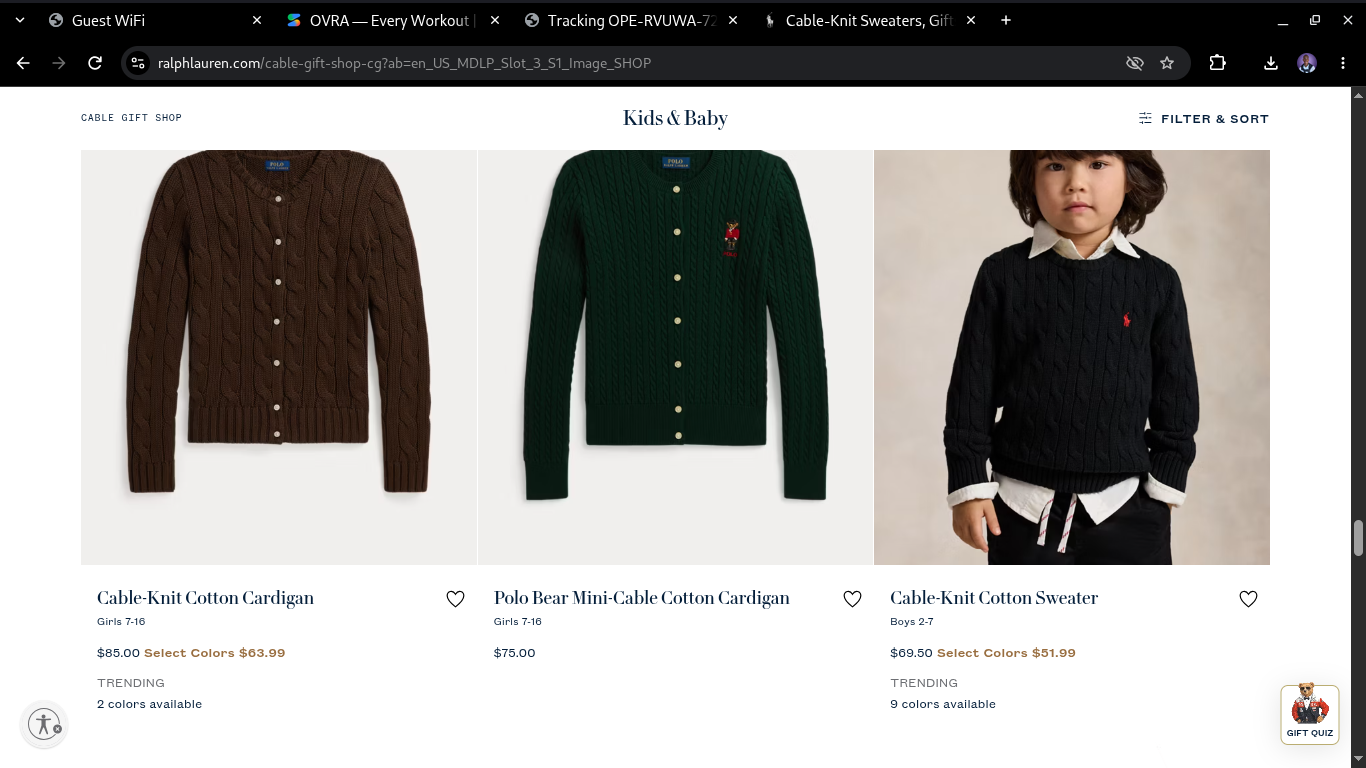 Guest WiFi
OVRA — Every Workout
Tracking OPE-RVUWA-72
Cable-Knit Sweaters, Gift
ralphlauren.com/cable-gift-shop-cg?ab=en_US_MDLP_Slot_3_S1_Image_SHOP
CABLE GIFT SHOP
Kids & Baby
FILTER & SORT
POLO
POLO
Cable-Knit Cotton Cardigan
Girls 7-16
$85.00 Select Colors $63.99
TRENDING
2 colors available
Polo Bear Mini-Cable Cotton Cardigan
Girls 7-16
$75.00
Cable-Knit Cotton Sweater
Boys 2-7
$69.50 Select Colors $51.99
TRENDING
9 colors available
GIFT QUIZ